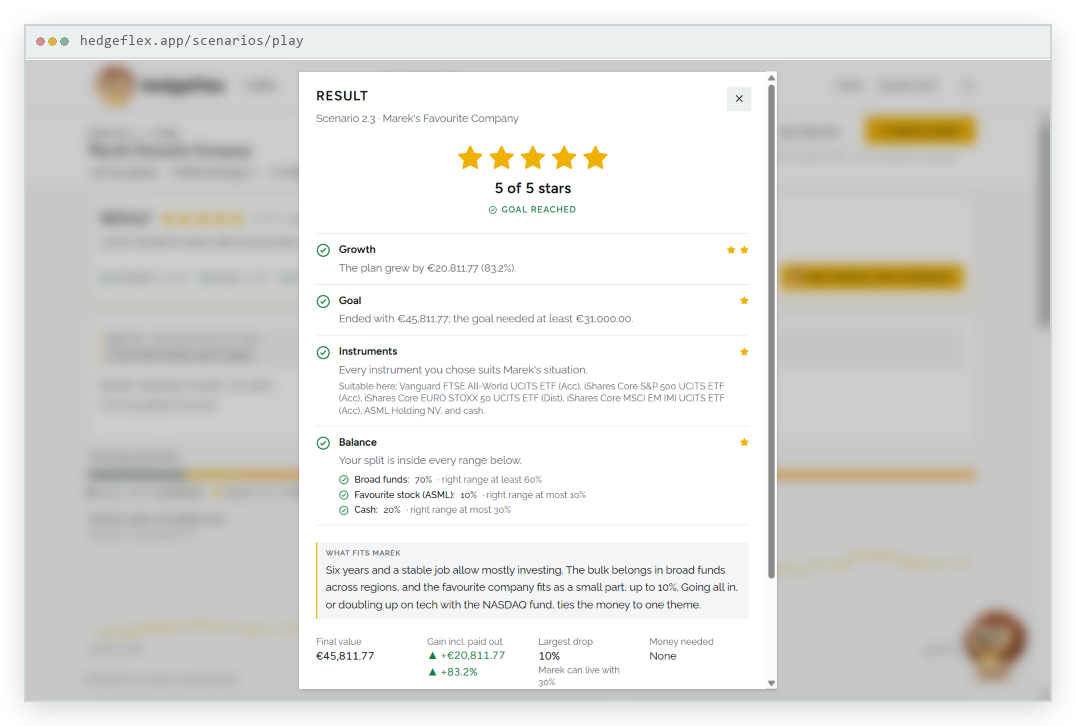 hedgeflex.app/scenarios/play
RESULT
Scenario 2.3 · Marek's Favourite Company
5 of 5 stars
GOAL REACHED
Growth
The plan grew by €20,811.77 (83.2%).
Goal
Ended with €45,811.77; the goal needed at least €31,000.00.
Instruments
Every instrument you chose suits Marek's situation.
Suitable here: Vanguard FTSE All-World UCITS ETF (Acc), iShares Core S&P 500 UCITS ETF
(Acc), iShares Core EURO STOXX 50 UCITS ETF (Dist), iShares Core MSCI EM IMI UCITS ETF
(Acc), ASML Holding NV, and cash.
Balance
Your split is inside every range below.
Broad funds: 70% · right range at least 60%
Favourite stock (ASML): 10% · right range at most 10%
Cash: 20% · right range at most 30%
WHAT FITS MAREK
Six years and a stable job allow mostly investing. The bulk belongs in broad funds
across regions, and the favourite company fits as a small part, up to 10%. Going all in,
or doubling up on tech with the NASDAQ fund, ties the money to one theme.
Final value
€45,811.77
Gain incl. paid out
▲ +€20,811.77
▲ +83.2%
Largest drop
10%
Marek can live with
30%
Money needed
None